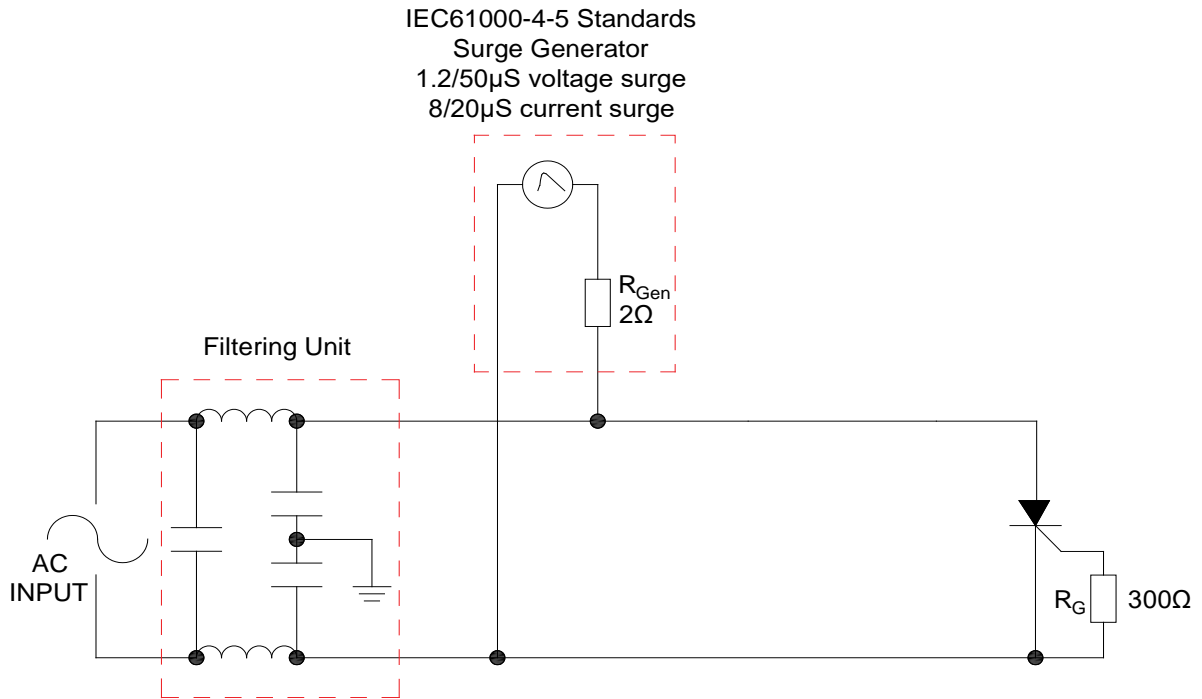 IEC61000-4-5 Standards
Surge Generator
1.2/50µS voltage surge
8/20µS current surge
RGen
2Ω
Filtering Unit
AC
INPUT
RG
300Ω